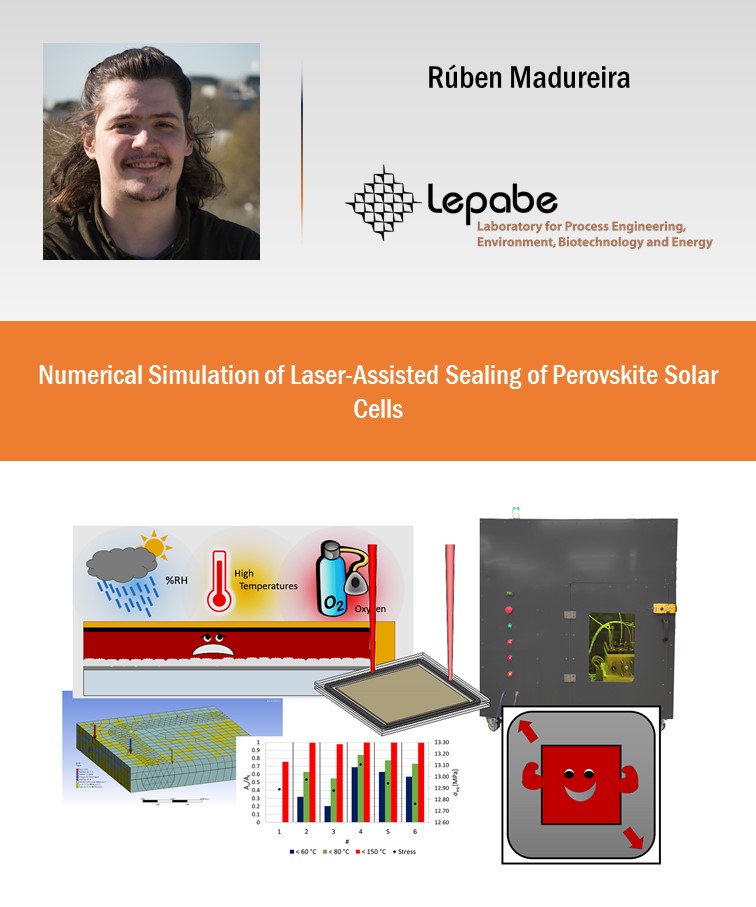 Rúben Madureira
Lepabe
Laboratory for Process Engineering,
Environment, Biotechnology and Energy
Numerical Simulation of Laser-Assisted Sealing of Perovskite Solar
Cells
%RH
High
Temperatures
O2
Oxygen
1
0.9
0.8
0.7
0.6
0.5
0.4
0.3
0.2
0.1
0
13.30
13.20
13.10
13.00
12.90
12.80
12.70
12.60
1 2 3 4 5 6
#
< 60 °C < 80 °C < 150 °C Stress